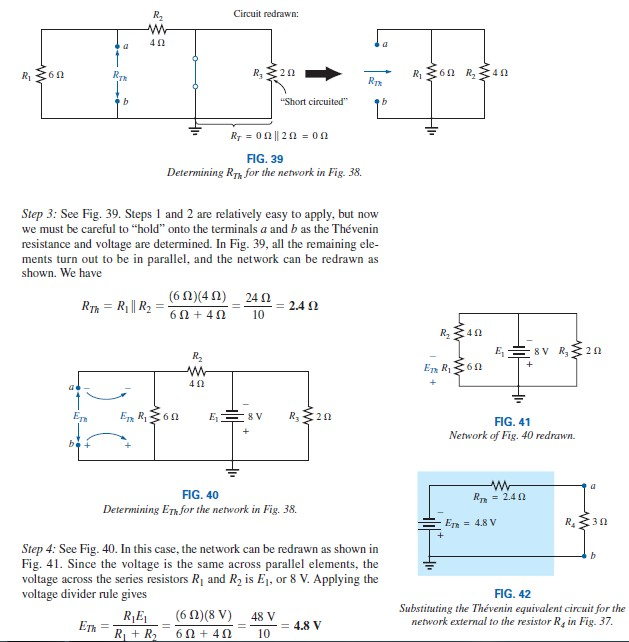 R2
4 Ω
Circuit redrawn:
a
a
R1 6 Ω
RTh
R3 2 Ω
RTh
R1 6 Ω R2 4 Ω
b
"Short circuited"
b
RT = 0 Ω || 2 Ω = 0 Ω
FIG. 39
Determining RTh for the network in Fig. 38.
Step 3: See Fig. 39. Steps 1 and 2 are relatively easy to apply, but now
we must be careful to “hold” onto the terminals a and b as the Thévenin
resistance and voltage are determined. In Fig. 39, all the remaining ele-
ments turn out to be in parallel, and the network can be redrawn as
shown. We have
RTh = R1 || R2 = (6 Ω)(4 Ω) / 6 Ω + 4 Ω = 24 Ω / 10 = 2.4 Ω
R2
4 Ω
a – –
ETh ETh R1 6 Ω
–
E1 8 V
+
R3 2 Ω
b + +
FIG. 40
Determining ETh for the network in Fig. 38.
Step 4: See Fig. 40. In this case, the network can be redrawn as shown in
Fig. 41. Since the voltage is the same across parallel elements, the
voltage across the series resistors R1 and R2 is E1, or 8 V. Applying the
voltage divider rule gives
ETh = R1E1 / R1 + R2 = (6 Ω)(8 V) / 6 Ω + 4 Ω = 48 V / 10 = 4.8 V
R2 4 Ω
–
E1 8 V
+
R3 2 Ω
–
ETh R1 6 Ω
+
FIG. 41
Network of Fig. 40 redrawn.
a
RTh = 2.4 Ω
–
ETh = 4.8 V
+
R4 3 Ω
b
FIG. 42
Substituting the Thévenin equivalent circuit for the
network external to the resistor R4 in Fig. 37.